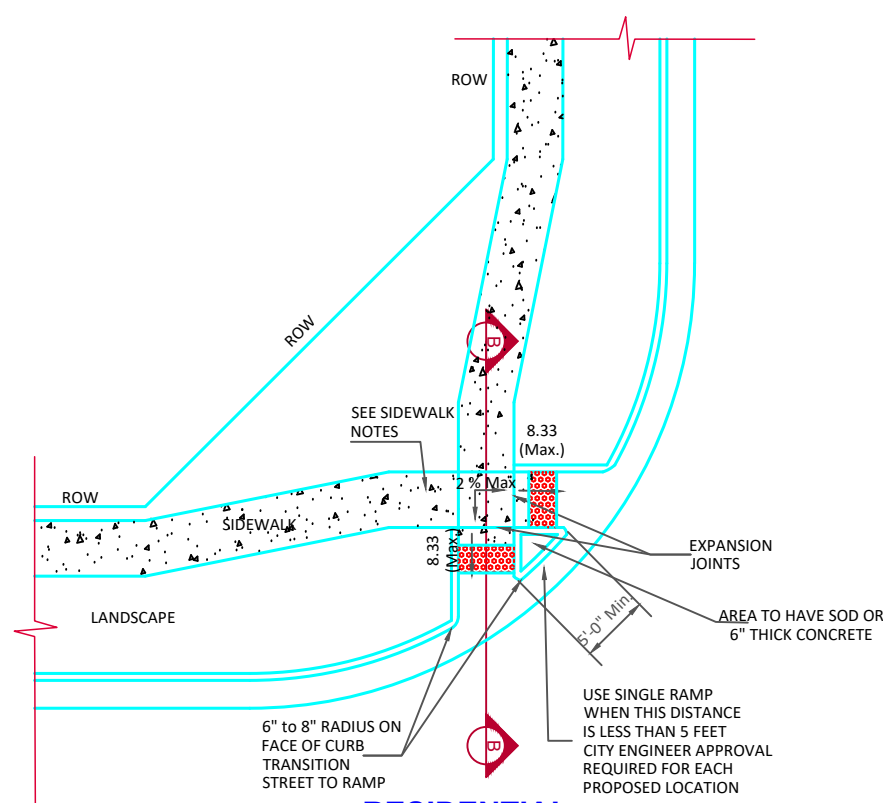 ROW
ROW
SEE SIDEWALK
NOTES
B
8.33
(Max.)
2 % Max
ROW
SIDEWALK
8.33
(Max.)
EXPANSION
JOINTS
LANDSCAPE
5'-0" Min.
AREA TO HAVE SOD OR
6" THICK CONCRETE
6" to 8" RADIUS ON
FACE OF CURB
TRANSITION
STREET TO RAMP
B
USE SINGLE RAMP
WHEN THIS DISTANCE
IS LESS THAN 5 FEET
CITY ENGINEER APPROVAL
REQUIRED FOR EACH
PROPOSED LOCATION